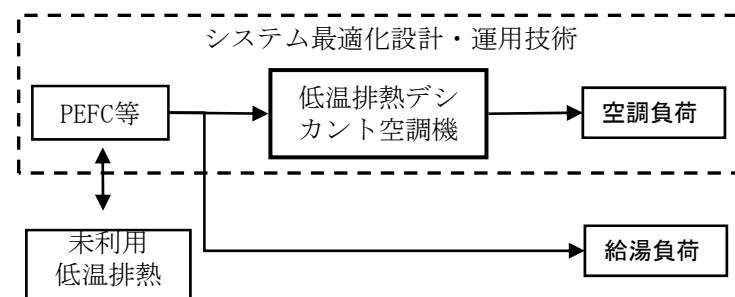 システム最適化設計・運用技術
PEFC等
低温排熱デシ
カント空調機
空調負荷
未利用
低温排熱
給湯負荷